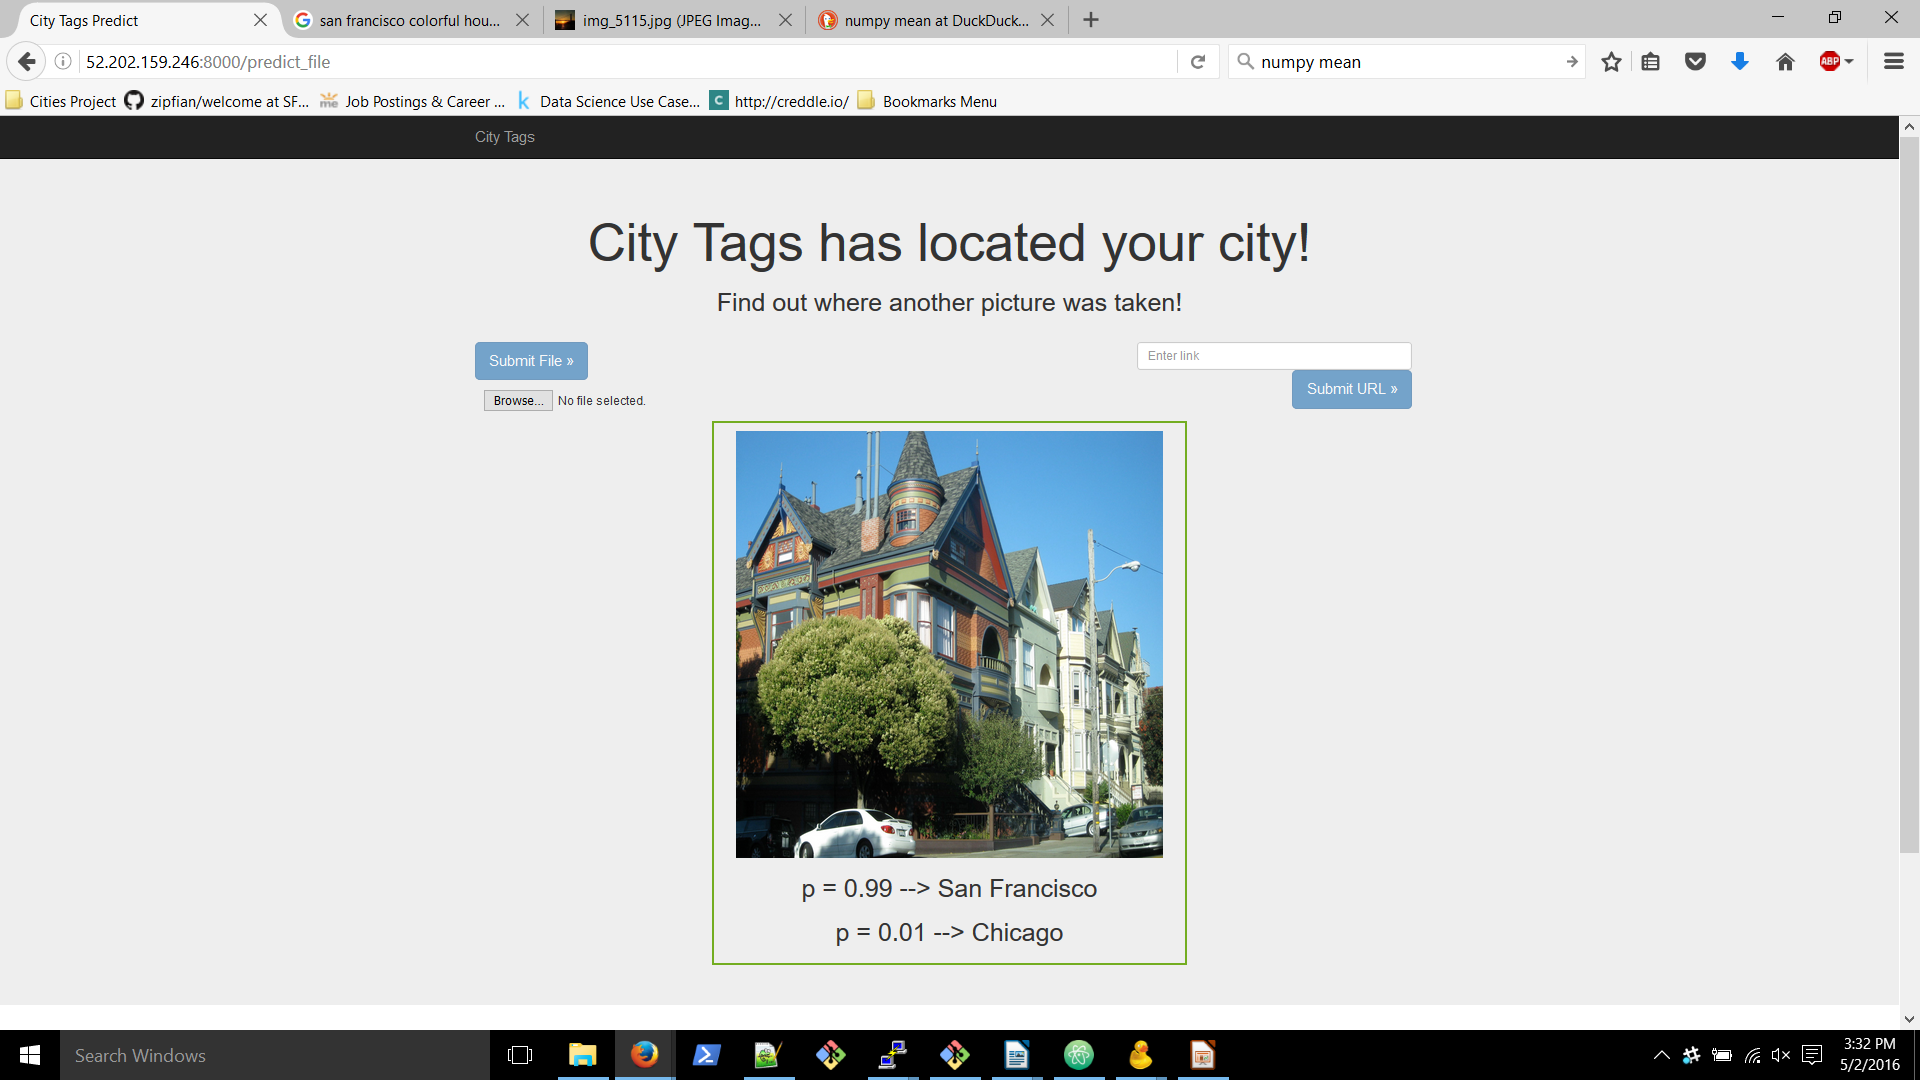 City Tags Predict
san francisco colorful hou...
img_5115.jpg (JPEG Imag...
numpy mean at DuckDuck...
52.202.159.246:8000/predict_file
numpy mean
ABP
Cities Project
zipfian/welcome at SF...
me
Job Postings & Career ...
k
Data Science Use Case...
C
http://creddle.io/
Bookmarks Menu
City Tags
City Tags has located your city!
Find out where another picture was taken!
Submit File »
Enter link
Submit URL »
Browse...
No file selected.
p = 0.99 --> San Francisco
p = 0.01 --> Chicago
Search Windows
3:32 PM
5/2/2016